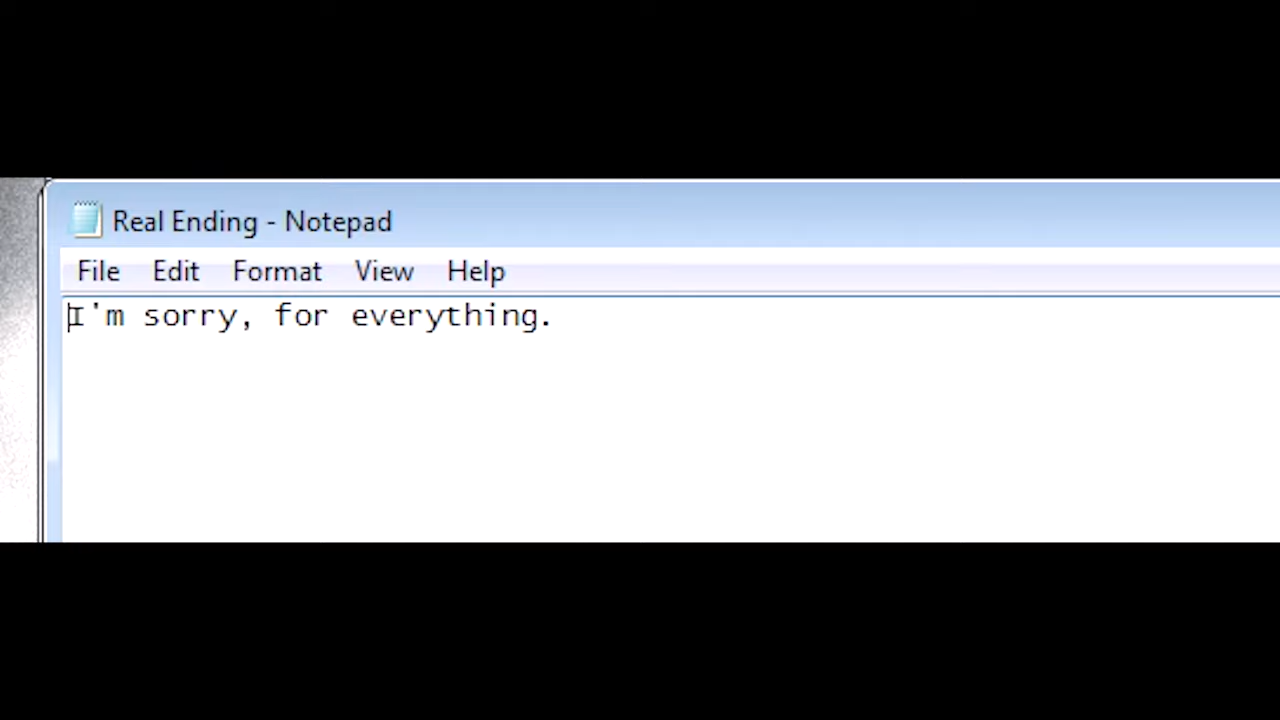 Real Ending - Notepad
File Edit Format View Help
I'm sorry, for everything.